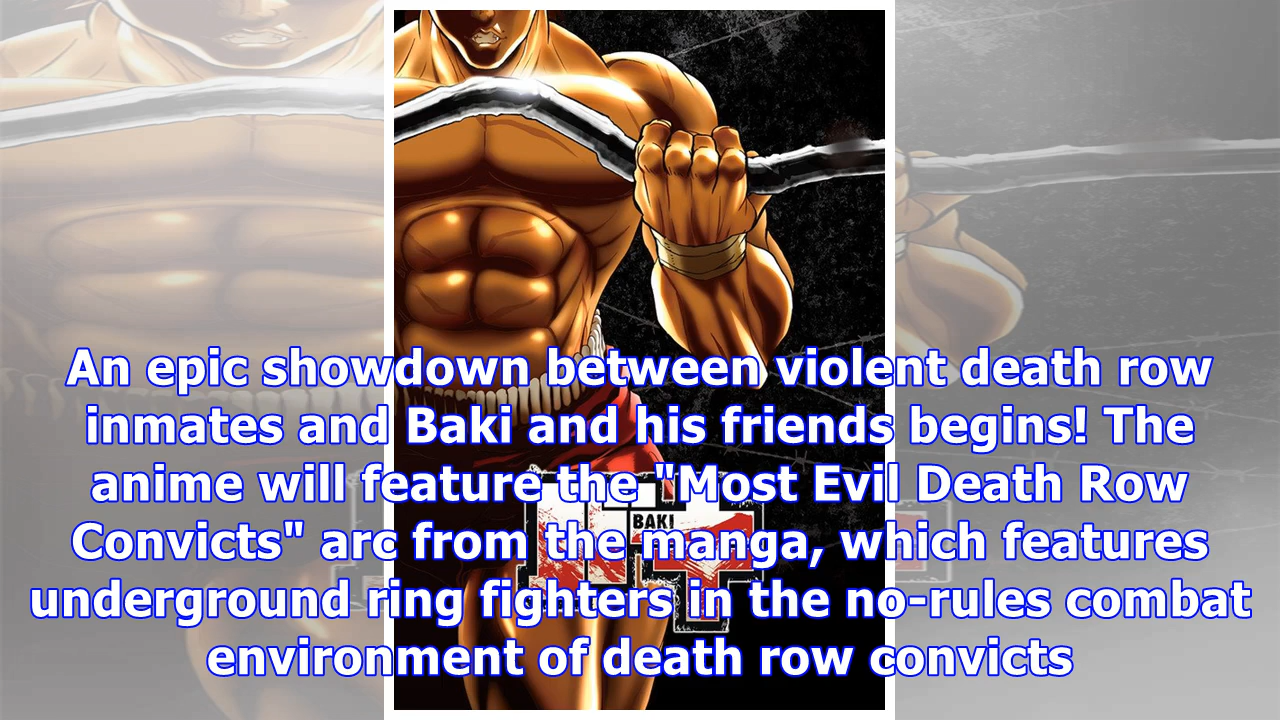 An epic showdown between violent death row
inmates and Baki and his friends begins! The
anime will feature the "Most Evil Death Row
Convicts" arc from the manga, which features
BAKI
underground ring fighters in the no-rules combat
environment of death row convicts